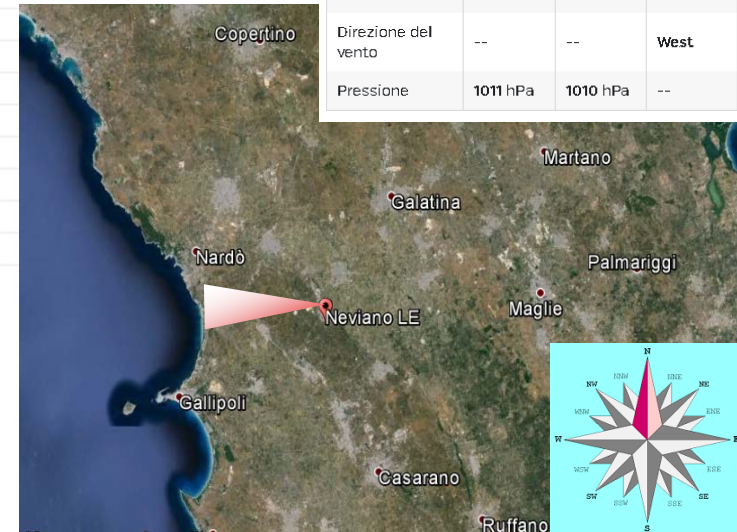 Copertino
Direzione del
vento
--
--
West
Pressione
1011 hPa
1010 hPa
--
Martano
Galatina
Nardò
Palmariggi
Neviano LE
Maglie
Gallipoli
Casarano
Ruffano
N
NNW
NNE
NW
NE
WNW
ENE
W
E
WSW
ESE
SW
SE
SSW
SSE
S